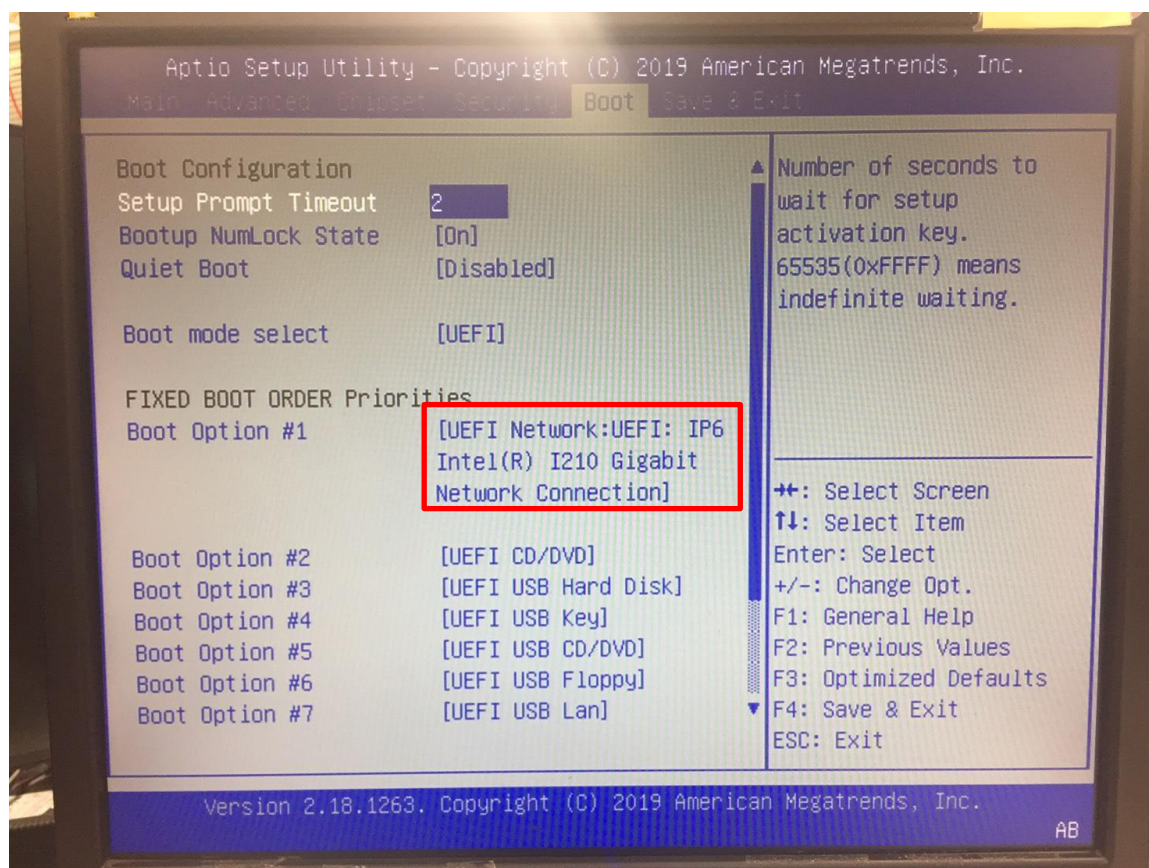 Aptio Setup Utility - Copyright (C) 2019 American Megatrends, Inc.
Main Advanced Chipset Security Boot Save & Exit
Boot Configuration
Setup Prompt Timeout 2
Bootup NumLock State [On]
Quiet Boot [Disabled]
Boot mode select [UEFI]
FIXED BOOT ORDER Priorities
Boot Option #1 [UEFI Network:UEFI: IP6
Intel(R) I210 Gigabit
Network Connection]
Boot Option #2 [UEFI CD/DVD]
Boot Option #3 [UEFI USB Hard Disk]
Boot Option #4 [UEFI USB Key]
Boot Option #5 [UEFI USB CD/DVD]
Boot Option #6 [UEFI USB Floppy]
Boot Option #7 [UEFI USB Lan]
Number of seconds to
wait for setup
activation key.
65535(0xFFFF) means
indefinite waiting.
→←: Select Screen
↑↓: Select Item
Enter: Select
+/-: Change Opt.
F1: General Help
F2: Previous Values
F3: Optimized Defaults
F4: Save & Exit
ESC: Exit
Version 2.18.1263. Copyright (C) 2019 American Megatrends, Inc.
AB